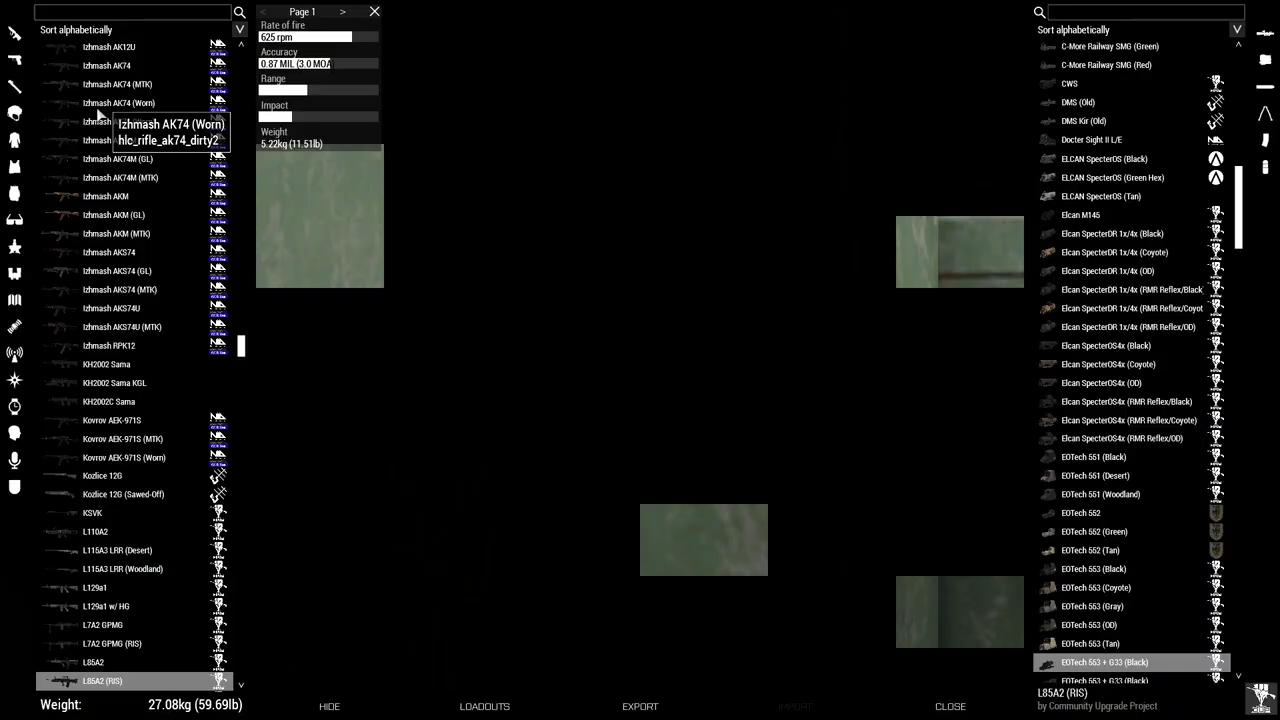 Sort alphabetically
Izhmash AK12U
Izhmash AK74
Izhmash AK74 (MTK)
Izhmash AK74 (Worn)
Izhmash AK74 (Worn)
hlc_rifle_ak74_dirty2
Izhmash AK74M (GL)
Izhmash AK74M (MTK)
Izhmash AKM
Izhmash AKM (GL)
Izhmash AKM (MTK)
Izhmash AKS74
Izhmash AKS74 (GL)
Izhmash AKS74 (MTK)
Izhmash AKS74U
Izhmash AKS74U (MTK)
Izhmash RPK12
KH2002 Sama
KH2002 Sama KGL
KH2002C Sama
Kovrov AEK-971S
Kovrov AEK-971S (MTK)
Kovrov AEK-971S (Worn)
Kozlice 12G
Kozlice 12G (Sawed-Off)
KSVK
L110A2
L115A3 LRR (Desert)
L115A3 LRR (Woodland)
L129a1
L129a1 w/ HG
L7A2 GPMG
L7A2 GPMG (RIS)
L85A2
L85A2 (RIS)
Weight: 27.08kg (59.69lb)
< Page 1 >
Rate of fire
625 rpm
Accuracy
0.87 MIL (3.0 MOA)
Range
Impact
Weight
5.22kg (11.51lb)
HIDE
LOADOUTS
EXPORT
IMPORT
CLOSE
Sort alphabetically
C-More Railway SMG (Green)
C-More Railway SMG (Red)
CWS
DMS (Old)
DMS Kir (Old)
Docter Sight II L/E
ELCAN SpecterOS (Black)
ELCAN SpecterOS (Green Hex)
ELCAN SpecterOS (Tan)
Elcan M145
Elcan SpecterDR 1x/4x (Black)
Elcan SpecterDR 1x/4x (Coyote)
Elcan SpecterDR 1x/4x (OD)
Elcan SpecterDR 1x/4x (RMR Reflex/Black
Elcan SpecterDR 1x/4x (RMR Reflex/Coyot
Elcan SpecterDR 1x/4x (RMR Reflex/OD)
Elcan SpecterOS4x (Black)
Elcan SpecterOS4x (Coyote)
Elcan SpecterOS4x (OD)
Elcan SpecterOS4x (RMR Reflex/Black)
Elcan SpecterOS4x (RMR Reflex/Coyote)
Elcan SpecterOS4x (RMR Reflex/OD)
EOTech 551 (Black)
EOTech 551 (Desert)
EOTech 551 (Woodland)
EOTech 552
EOTech 552 (Green)
EOTech 552 (Tan)
EOTech 553 (Black)
EOTech 553 (Coyote)
EOTech 553 (Gray)
EOTech 553 (OD)
EOTech 553 (Tan)
EOTech 553 + G33 (Black)
EOTech 553 + G33 (Black)
L85A2 (RIS)
by Community Upgrade Project